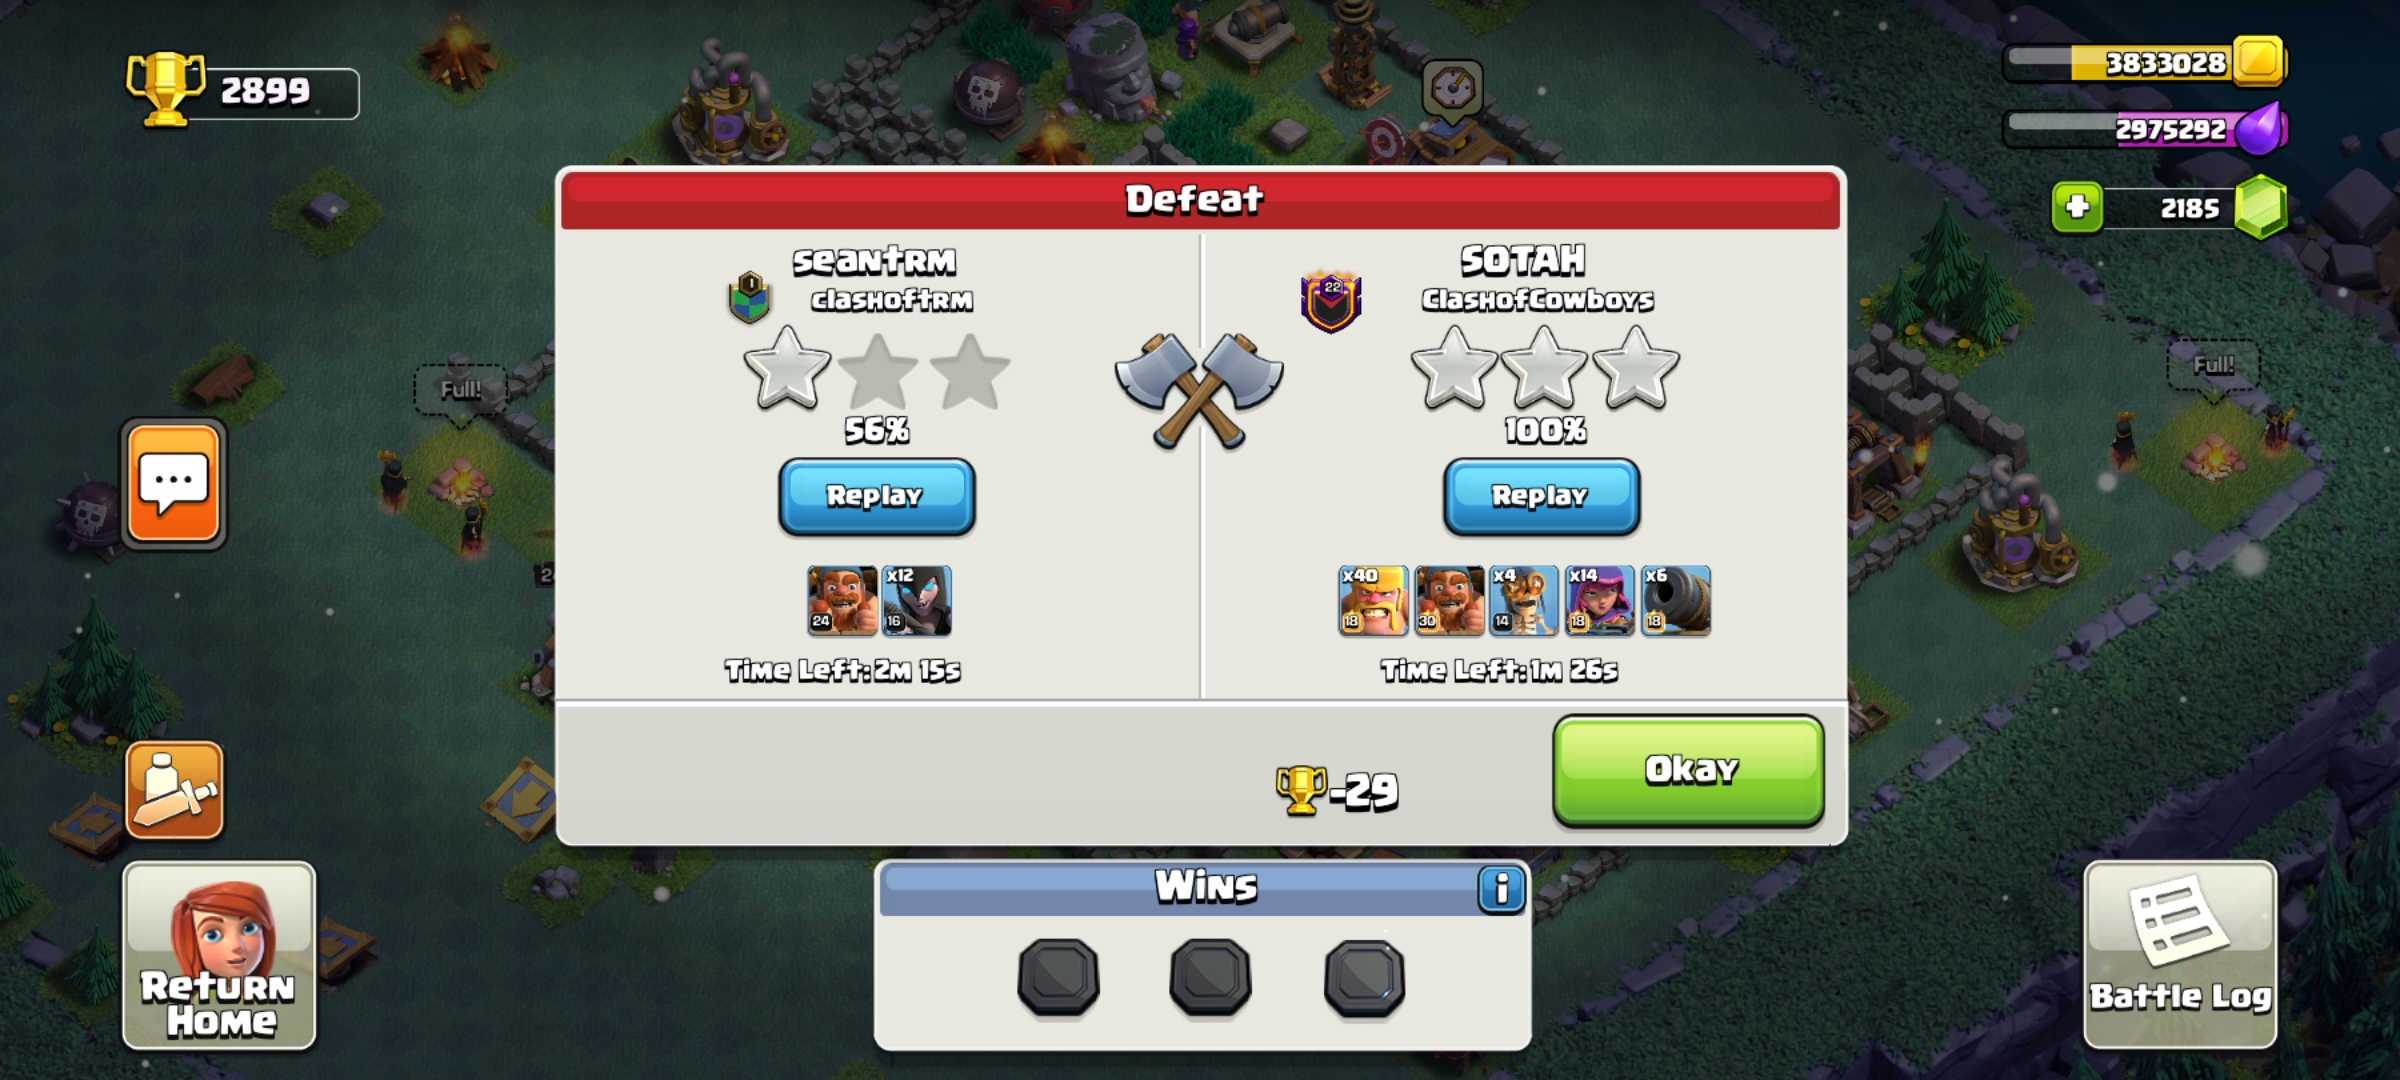 2899
3833028
2975292
2185
Defeat
seantrm
clashoftrm
1
56%
Replay
24
x12
16
Time Left: 2m 15s
SOTAH
ClashofCowboys
22
100%
Replay
x40
18
30
x4
14
x14
18
x6
18
Time Left: 1m 26s
Full!
Full!
-29
Okay
Wins
i
Return
Home
Battle Log